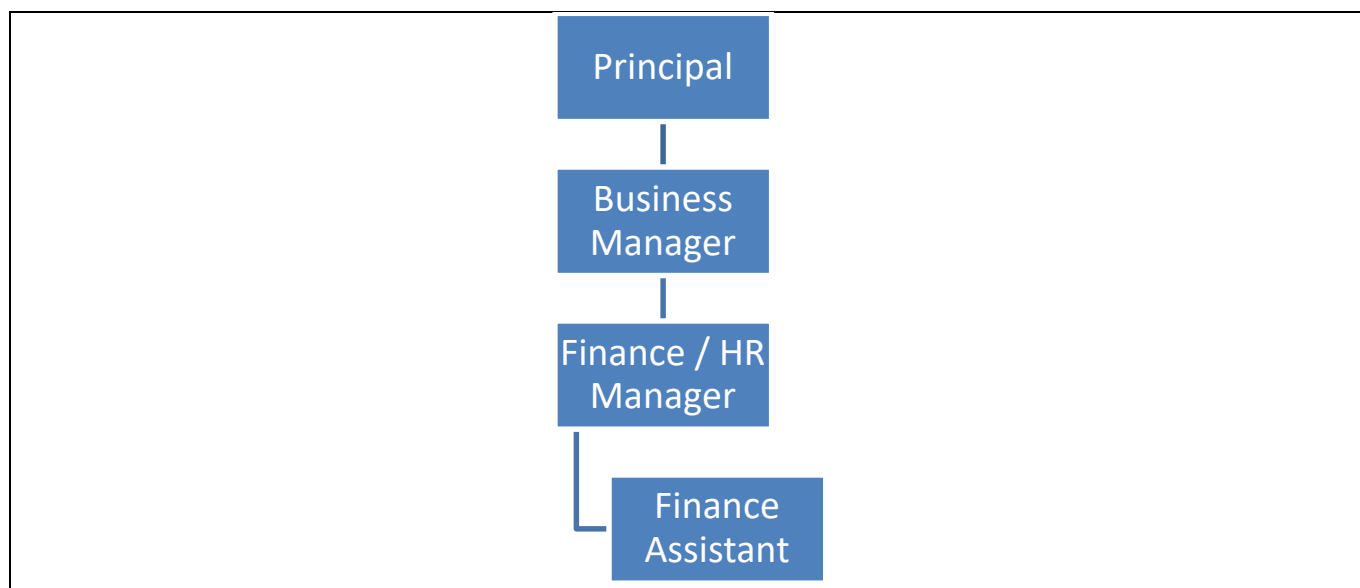 Principal
Business
Manager
Finance / HR
Manager
Finance
Assistant